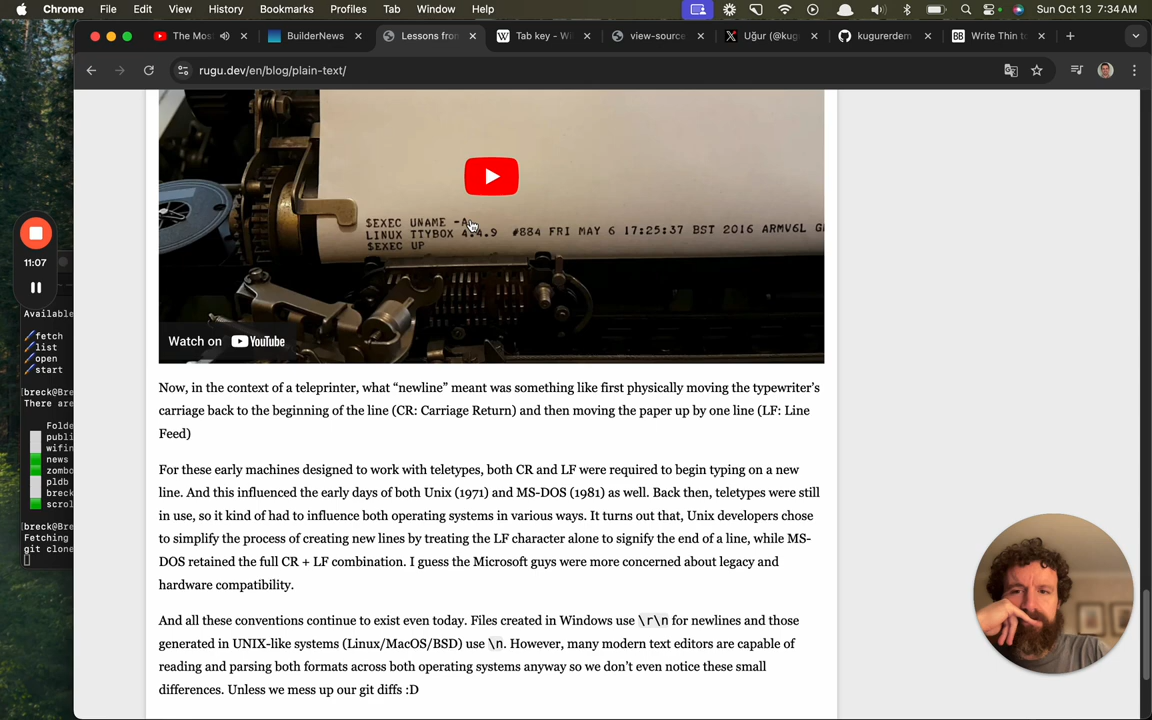 Chrome File Edit View History Bookmarks Profiles Tab Window Help Sun Oct 13 7:34 AM
The Mos BuilderNews Lessons from Tab key - Wi view-source Uğur (@kug kugurerdem BB Write Thin to
rugu.dev/en/blog/plain-text/
11:07
Availabl
fetch
list
open
start
breck@Bre
There are
Folde
publi
wifin
news
zombo
pldb
breck
scrol
breck@Bre
Fetching
git clone
$EXEC UNAME -A
LINUX TTYBOX 4.4.9 #884 FRI MAY 6 17:25:37 BST 2016 ARMV6L G
$EXEC UP
Watch on YouTube
Now, in the context of a teleprinter, what “newline” meant was something like first physically moving the typewriter’s
carriage back to the beginning of the line (CR: Carriage Return) and then moving the paper up by one line (LF: Line
Feed)
For these early machines designed to work with teletypes, both CR and LF were required to begin typing on a new
line. And this influenced the early days of both Unix (1971) and MS-DOS (1981) as well. Back then, teletypes were still
in use, so it kind of had to influence both operating systems in various ways. It turns out that, Unix developers chose
to simplify the process of creating new lines by treating the LF character alone to signify the end of a line, while MS-
DOS retained the full CR + LF combination. I guess the Microsoft guys were more concerned about legacy and
hardware compatibility.
And all these conventions continue to exist even today. Files created in Windows use \r\n for newlines and those
generated in UNIX-like systems (Linux/MacOS/BSD) use \n. However, many modern text editors are capable of
reading and parsing both formats across both operating systems anyway so we don’t even notice these small
differences. Unless we mess up our git diffs :D